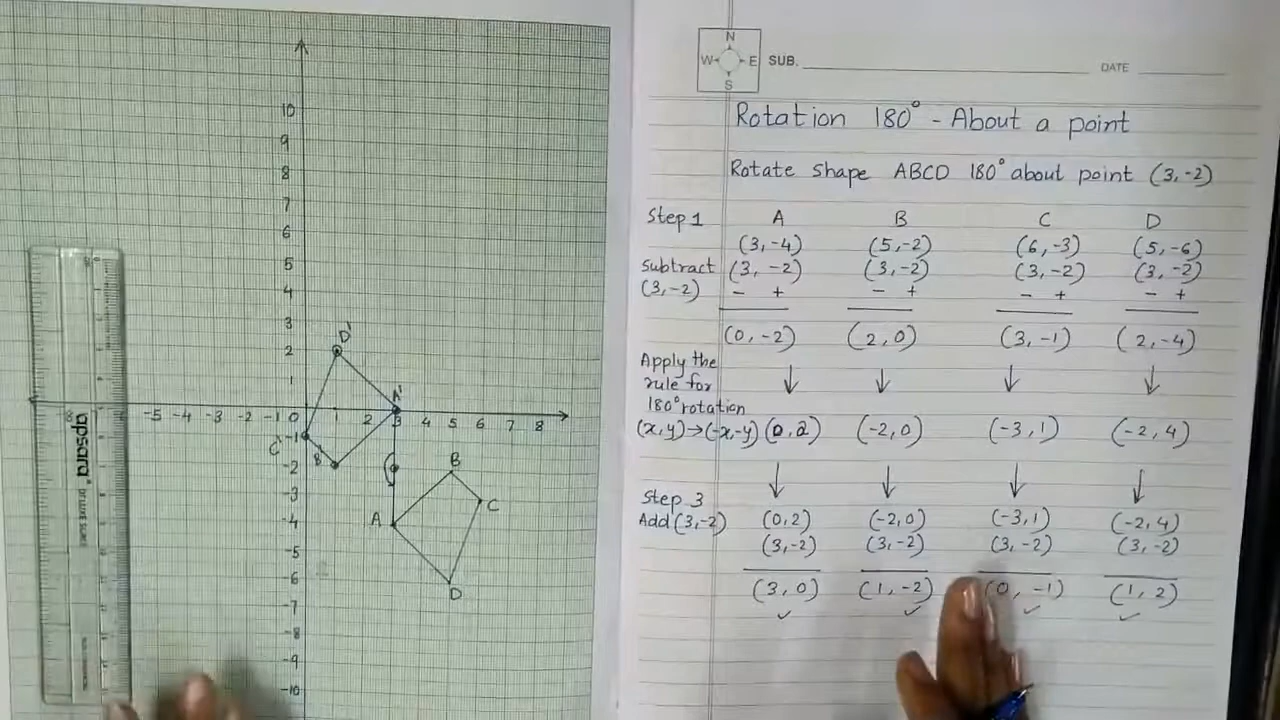 N
W E SUB. DATE
S
Rotation 180° - About a point
Rotate shape ABCD 180° about point (3,-2)
Step 1 A B C D
(3,-4) (5,-2) (6,-3) (5,-6)
Subtract (3,-2) (3,-2) (3,-2) (3,-2)
(3,-2) - + - + - + - +
(0,-2) (2,0) (3,-1) (2,-4)
Apply the
rule for
180° rotation
(x,y)→(-x,-y) (0,2) (-2,0) (-3,1) (-2,4)
Step 3
Add (3,-2) (0,2) (-2,0) (-3,1) (-2,4)
(3,-2) (3,-2) (3,-2) (3,-2)
(3,0) (1,-2) (0,-1) (1,2)
10
9
8
7
6
5
4
3
D'
2
1
A'
-5 -4 -3 -2 -1 0 1 2 3 4 5 6 7 8
-1
C'
B'
-2
B
-3
C
A
-4
-5
-6
D
-7
-8
-9
-10
apsara